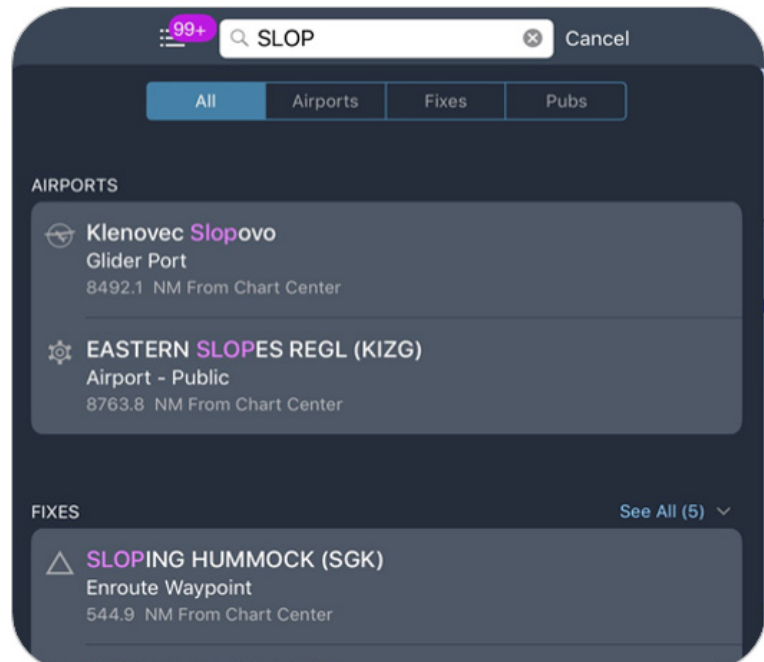 99+
SLOP
Cancel
All
Airports
Fixes
Pubs
AIRPORTS
Klenovec Slopovo
Glider Port
8492.1 NM From Chart Center
EASTERN SLOPES REGL (KIZG)
Airport - Public
8763.8 NM From Chart Center
FIXES
See All (5)
SLOPING HUMMOCK (SGK)
Enroute Waypoint
544.9 NM From Chart Center